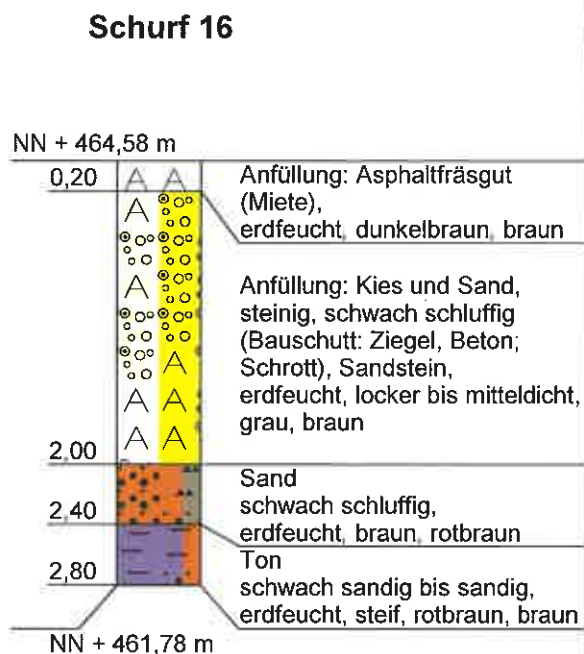 Schurf 16
NN + 464,58 m
0,20
Anfüllung: Asphaltfräsgut
(Miete),
erdfeucht, dunkelbraun, braun
A A
A
A
A
A A
A A
Anfüllung: Kies und Sand,
steinig, schwach schluffig
(Bauschutt: Ziegel, Beton;
Schrott), Sandstein,
erdfeucht, locker bis mitteldicht,
grau, braun
2,00
Sand
schwach schluffig,
erdfeucht, braun, rotbraun
2,40
Ton
schwach sandig bis sandig,
erdfeucht, steif, rotbraun, braun
2,80
NN + 461,78 m